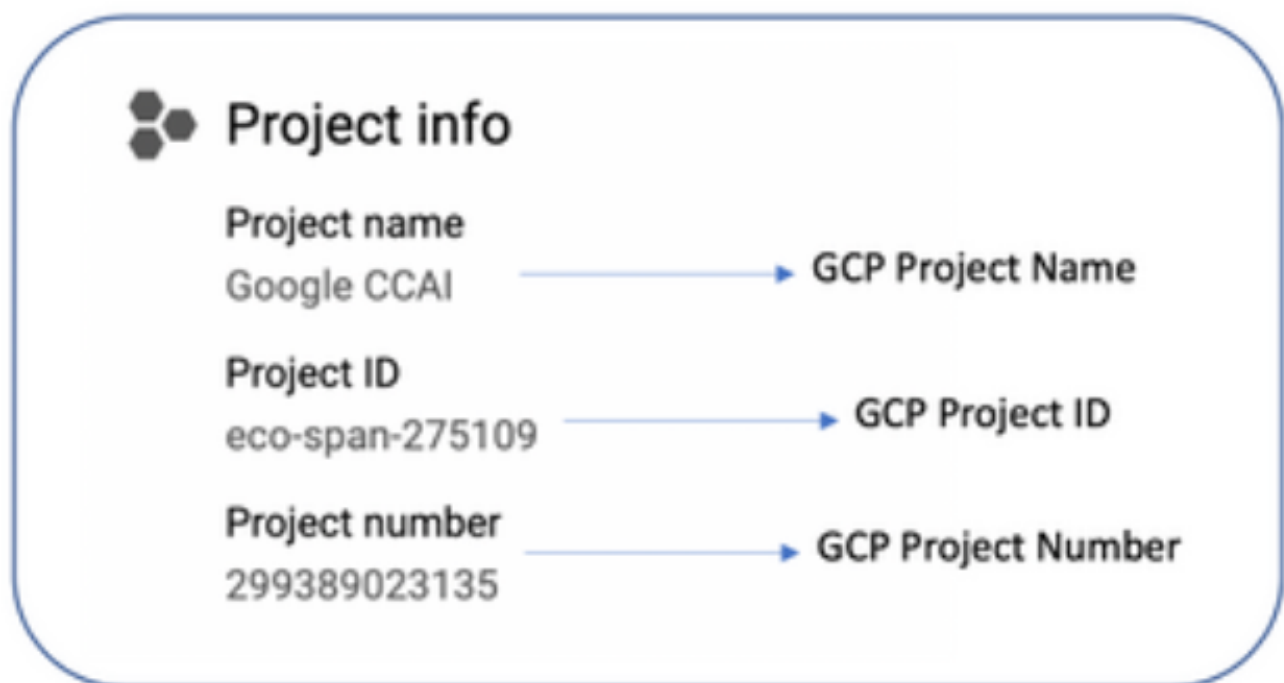 Project info
Project name
Google CCAI
GCP Project Name
Project ID
eco-span-275109
GCP Project ID
Project number
299389023135
GCP Project Number